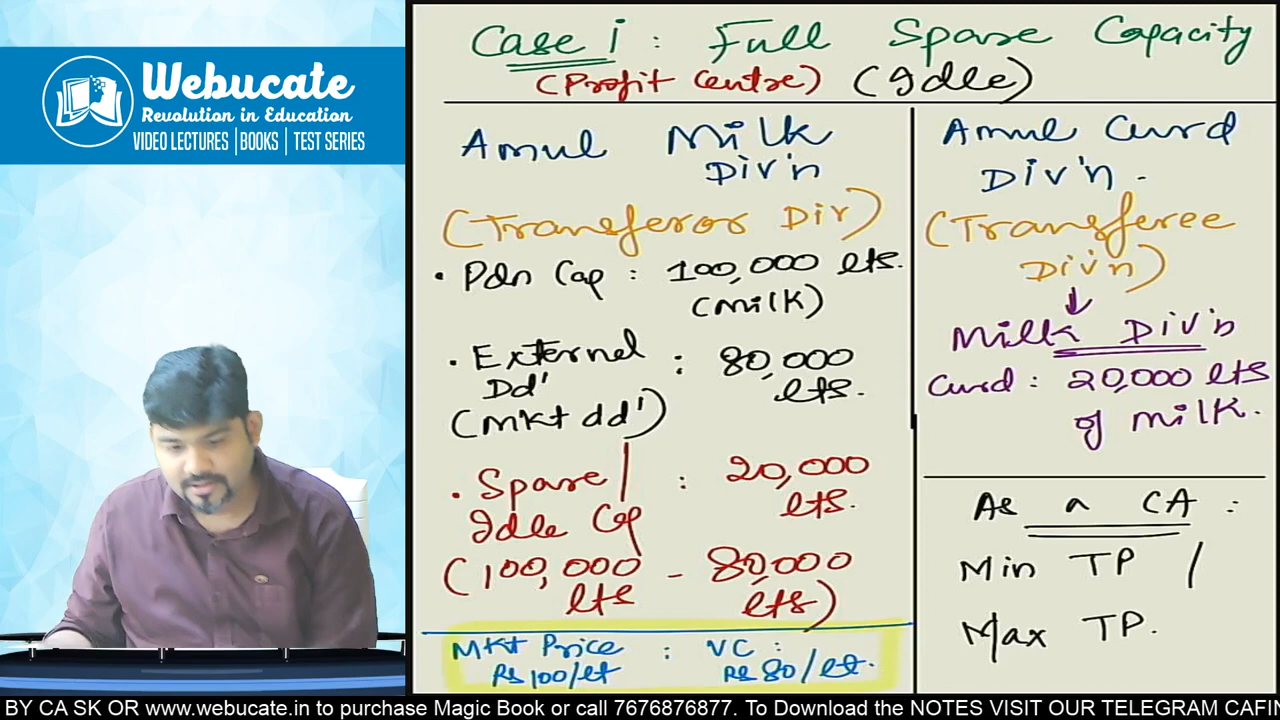 Webucate
Revolution in Education
VIDEO LECTURES | BOOKS | TEST SERIES
Case i : Full Spare Capacity
(Profit Centre) (Idle)
Amul Milk
Div'n
(Transferor Div)
• Pdn Cap : 100,000 lts.
(Milk)
• External : 80,000
Dd' lts.
(Mkt dd')
• Spare/ : 20,000
Idle Cap lts.
(100,000 - 80,000
lts lts)
Mkt Price : VC :
Rs 100/lt Rs 80/lt.
Amul Curd
Div'n.
(Transferee
Div'n)
↓
Milk Div'n
Curd : 20,000 lts
of milk.
As a CA :
Min TP /
Max TP.
BY CA SK OR www.webucate.in to purchase Magic Book or call 7676876877. To Download the NOTES VISIT OUR TELEGRAM CAFIN